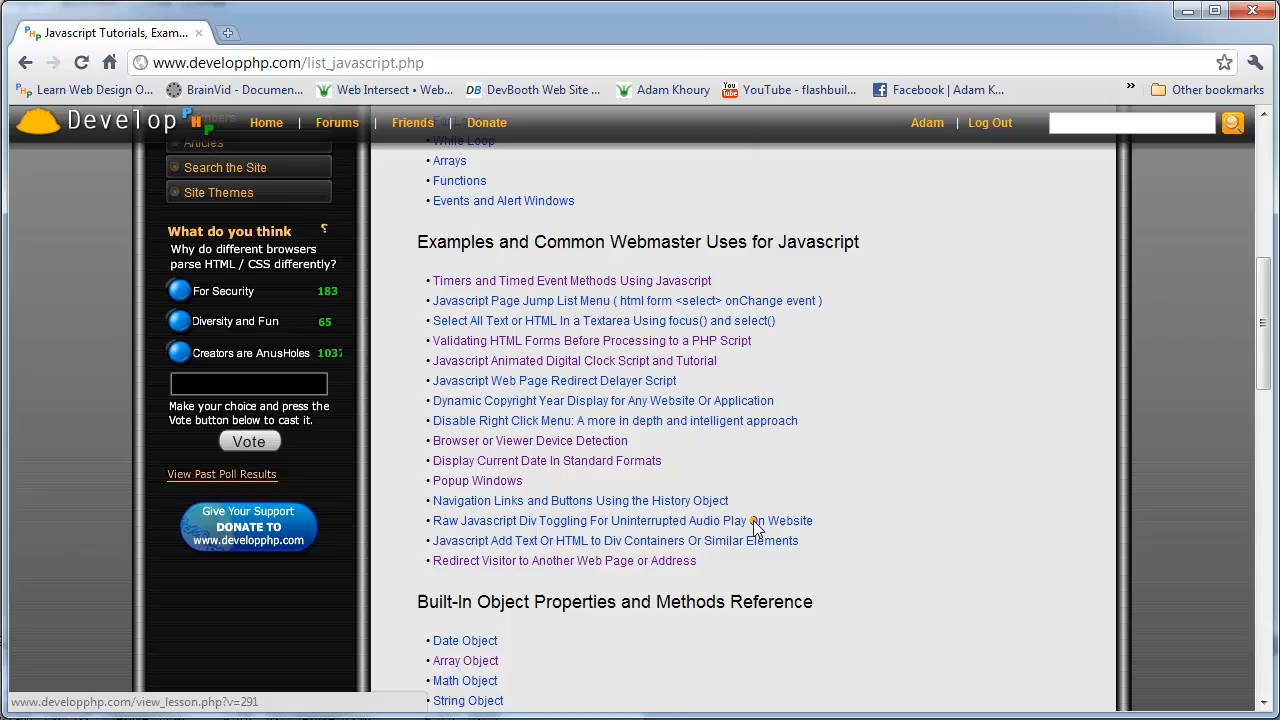 Javascript Tutorials, Exam...
www.developphp.com/list_javascript.php
Learn Web Design O...
BrainVid - Documen...
Web Intersect • Web...
DB DevBooth Web Site ...
Adam Khoury
You Tube YouTube - flashbuil...
Facebook | Adam K...
»
Other bookmarks
Develop PHP
Home | Forums | Friends | Donate
Adam | Log Out
Articles
Search the Site
Site Themes
What do you think ?
Why do different browsers
parse HTML / CSS differently?
For Security 183
Diversity and Fun 65
Creators are AnusHoles 1037
Make your choice and press the
Vote button below to cast it.
Vote
View Past Poll Results
Give Your Support
DONATE TO
www.developphp.com
• While Loop
• Arrays
• Functions
• Events and Alert Windows
Examples and Common Webmaster Uses for Javascript
• Timers and Timed Event Methods Using Javascript
• Javascript Page Jump List Menu ( html form <select> onChange event )
• Select All Text or HTML In a Textarea Using focus() and select()
• Validating HTML Forms Before Processing to a PHP Script
• Javascript Animated Digital Clock Script and Tutorial
• Javascript Web Page Redirect Delayer Script
• Dynamic Copyright Year Display for Any Website Or Application
• Disable Right Click Menu: A more in depth and intelligent approach
• Browser or Viewer Device Detection
• Display Current Date In Standard Formats
• Popup Windows
• Navigation Links and Buttons Using the History Object
• Raw Javascript Div Toggling For Uninterrupted Audio Play On Website
• Javascript Add Text Or HTML to Div Containers Or Similar Elements
• Redirect Visitor to Another Web Page or Address
Built-In Object Properties and Methods Reference
• Date Object
• Array Object
• Math Object
• String Object
www.developphp.com/view_lesson.php?v=291